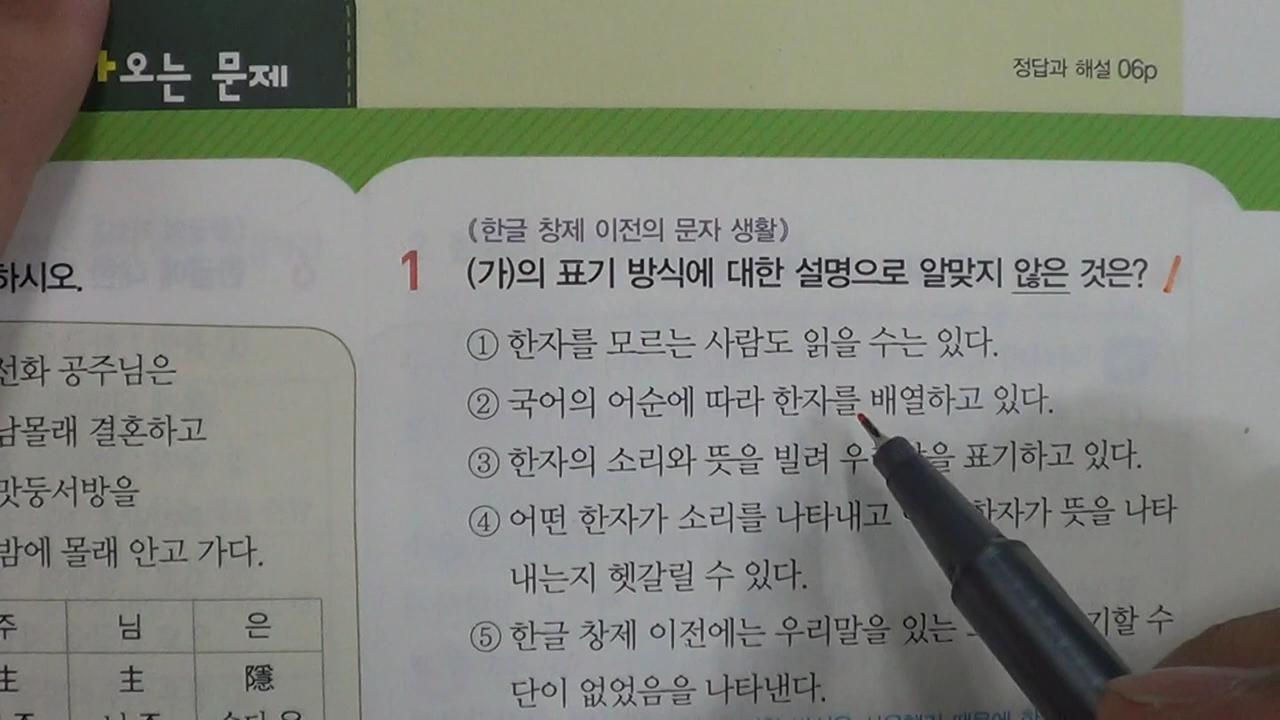 오는 문제
정답과 해설 06p
하시오.
선화 공주님은
남몰래 결혼하고
맛둥서방을
밤에 몰래 안고 가다.
주 님 은
主 主 隱
《한글 창제 이전의 문자 생활》
1 (가)의 표기 방식에 대한 설명으로 알맞지 않은 것은?
① 한자를 모르는 사람도 읽을 수는 있다.
② 국어의 어순에 따라 한자를 배열하고 있다.
③ 한자의 소리와 뜻을 빌려 표기하고 있다.
④ 어떤 한자가 소리를 나타내고 한자가 뜻을 나타
내는지 헷갈릴 수 있다.
⑤ 한글 창제 이전에는 우리말을 있는 기할 수
단이 없었음을 나타낸다.